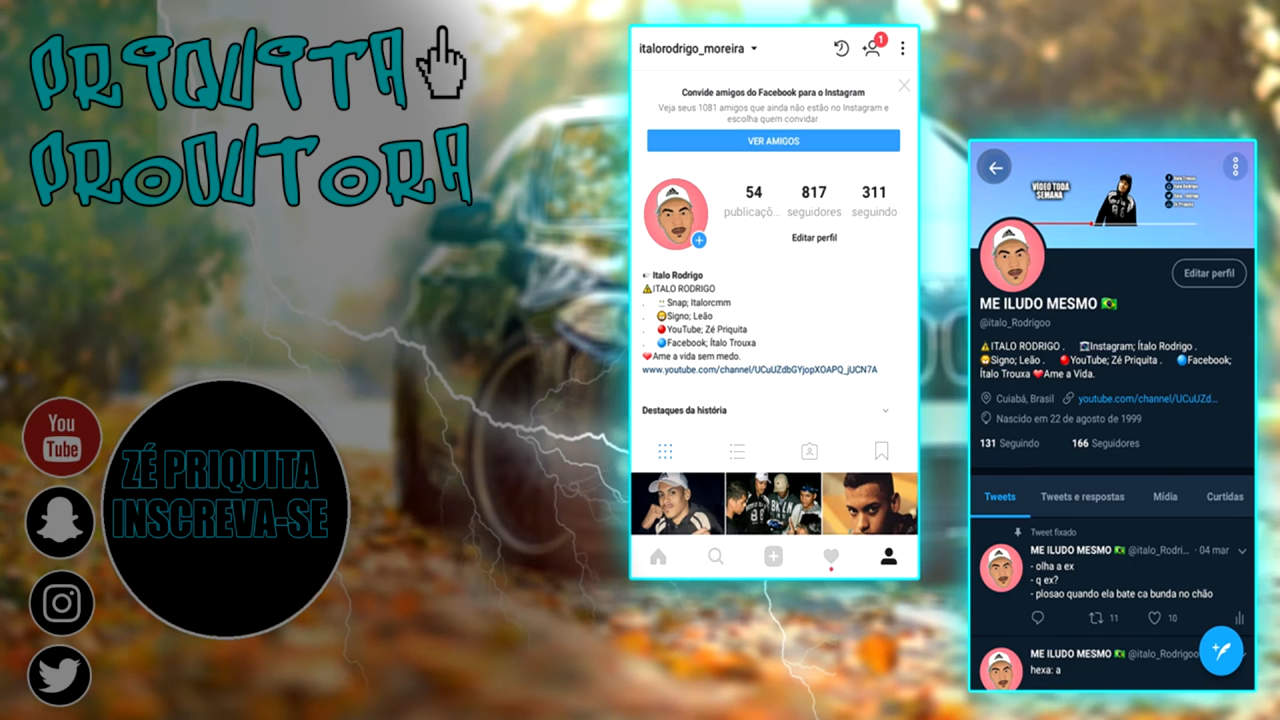 PRIQUITA
PRODUTORA
You
Tube
ZÉ PRIQUITA
INSCREVA-SE
italorodrigo_moreira
1
Convide amigos do Facebook para o Instagram
Veja seus 1081 amigos que ainda não estão no Instagram e
escolha quem convidar.
VER AMIGOS
54 817 311
publicaçõ... seguidores seguindo
Editar perfil
Italo Rodrigo
⚠ITALO RODRIGO
. Snap; Italorcmm
. Signo; Leão
. YouTube; Zé Priquita
. Facebook; Ítalo Trouxa
❤Ame a vida sem medo.
www.youtube.com/channel/UCuUZdbGYjopXOAPQ_jUCN7A
Destaques da história
VÍDEO TODA
SEMANA
Editar perfil
ME ILUDO MESMO 🇧🇷
@italo_Rodrigoo
⚠ITALO RODRIGO . Instagram; Ítalo Rodrigo .
Signo; Leão . YouTube; Zé Priquita . Facebook;
Ítalo Trouxa ❤Ame a Vida.
Cuiabá, Brasil youtube.com/channel/UCuUZd...
Nascido em 22 de agosto de 1999
131 Seguindo 166 Seguidores
Tweets Tweets e respostas Mídia Curtidas
Tweet fixado
ME ILUDO MESMO 🇧🇷 @italo_Rodri... · 04 mar
- olha a ex
- q ex?
- plosao quando ela bate ca bunda no chão
11 10
ME ILUDO MESMO 🇧🇷 @italo_Rodrigoo
hexa: a